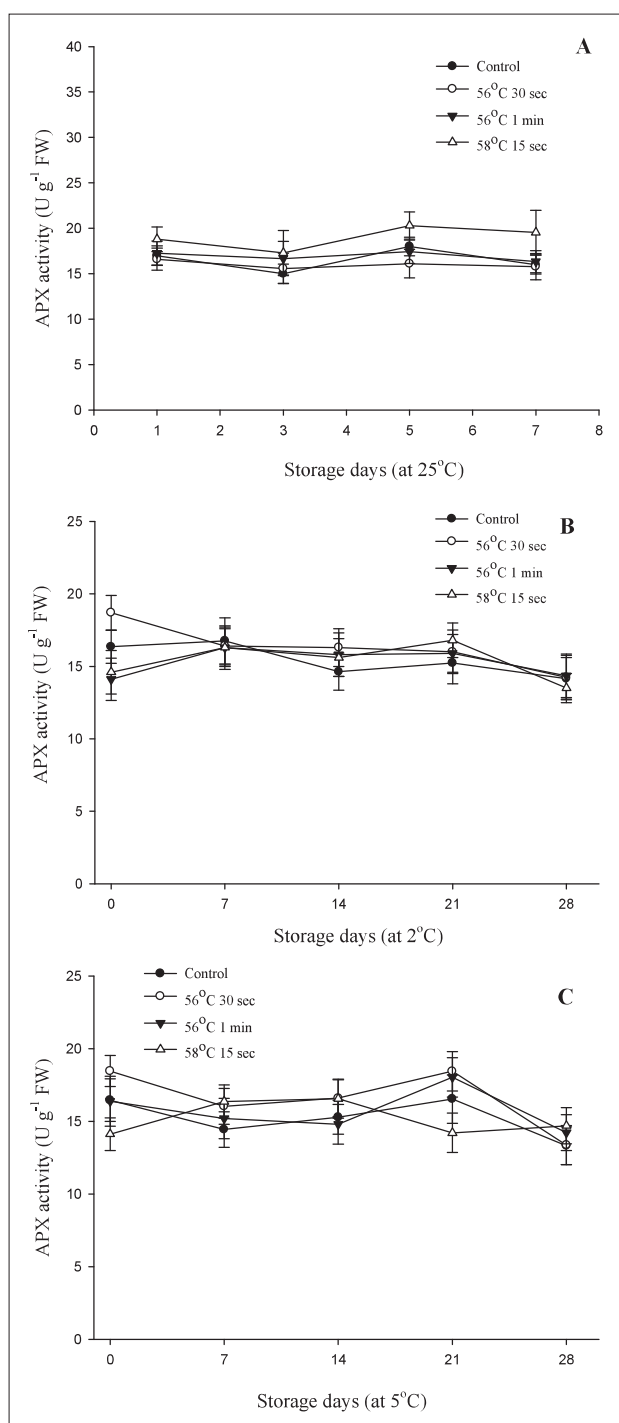 A
Control
56°C 30 sec
56°C 1 min
58°C 15 sec
40
35
30
25
20
15
10
5
0
APX activity (U g⁻¹ FW)
0 1 2 3 4 5 6 7 8
Storage days (at 25°C)
B
Control
56°C 30 sec
56°C 1 min
58°C 15 sec
25
20
15
10
5
0
APX activity (U g⁻¹ FW)
0 7 14 21 28
Storage days (at 2°C)
C
Control
56°C 30 sec
56°C 1 min
58°C 15 sec
25
20
15
10
5
0
APX activity (U g⁻¹ FW)
0 7 14 21 28
Storage days (at 5°C)